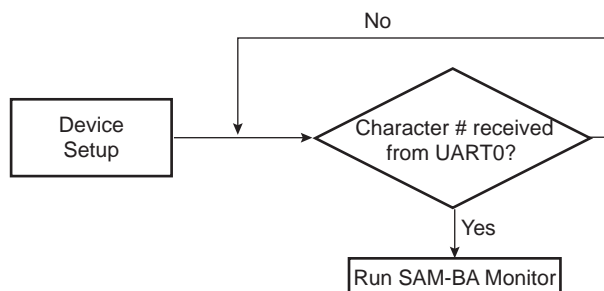 No
Device
Setup
Character # received
from UART0?
Yes
Run SAM-BA Monitor